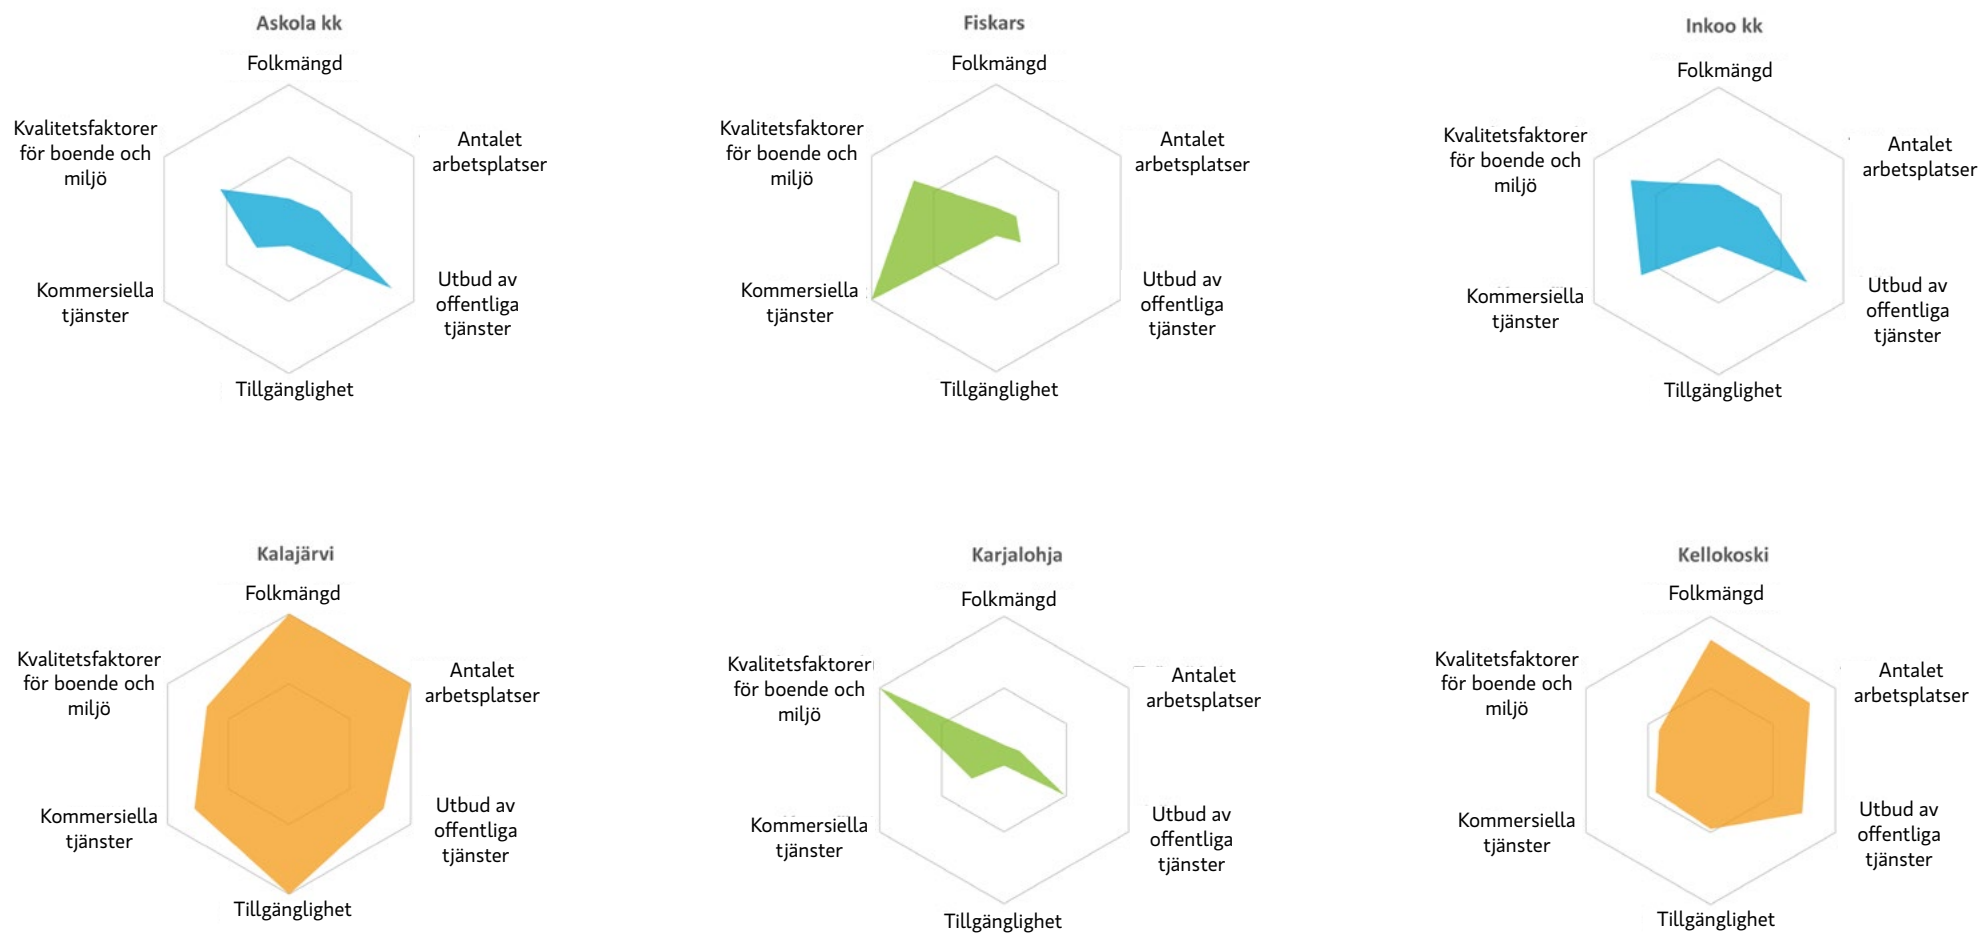 Askola kk
Folkmängd
Kvalitetsfaktorer
för boende och
miljö
Antalet
arbetsplatser
Kommersiella
tjänster
Utbud av
offentliga
tjänster
Tillgänglighet
Fiskars
Folkmängd
Kvalitetsfaktorer
för boende och
miljö
Antalet
arbetsplatser
Kommersiella
tjänster
Utbud av
offentliga
tjänster
Tillgänglighet
Inkoo kk
Folkmängd
Kvalitetsfaktorer
för boende och
miljö
Antalet
arbetsplatser
Kommersiella
tjänster
Utbud av
offentliga
tjänster
Tillgänglighet
Kalajärvi
Folkmängd
Kvalitetsfaktorer
för boende och
miljö
Antalet
arbetsplatser
Kommersiella
tjänster
Utbud av
offentliga
tjänster
Tillgänglighet
Karjalohja
Folkmängd
Kvalitetsfaktorer
för boende och
miljö
Antalet
arbetsplatser
Kommersiella
tjänster
Utbud av
offentliga
tjänster
Tillgänglighet
Kellokoski
Folkmängd
Kvalitetsfaktorer
för boende och
miljö
Antalet
arbetsplatser
Kommersiella
tjänster
Utbud av
offentliga
tjänster
Tillgänglighet